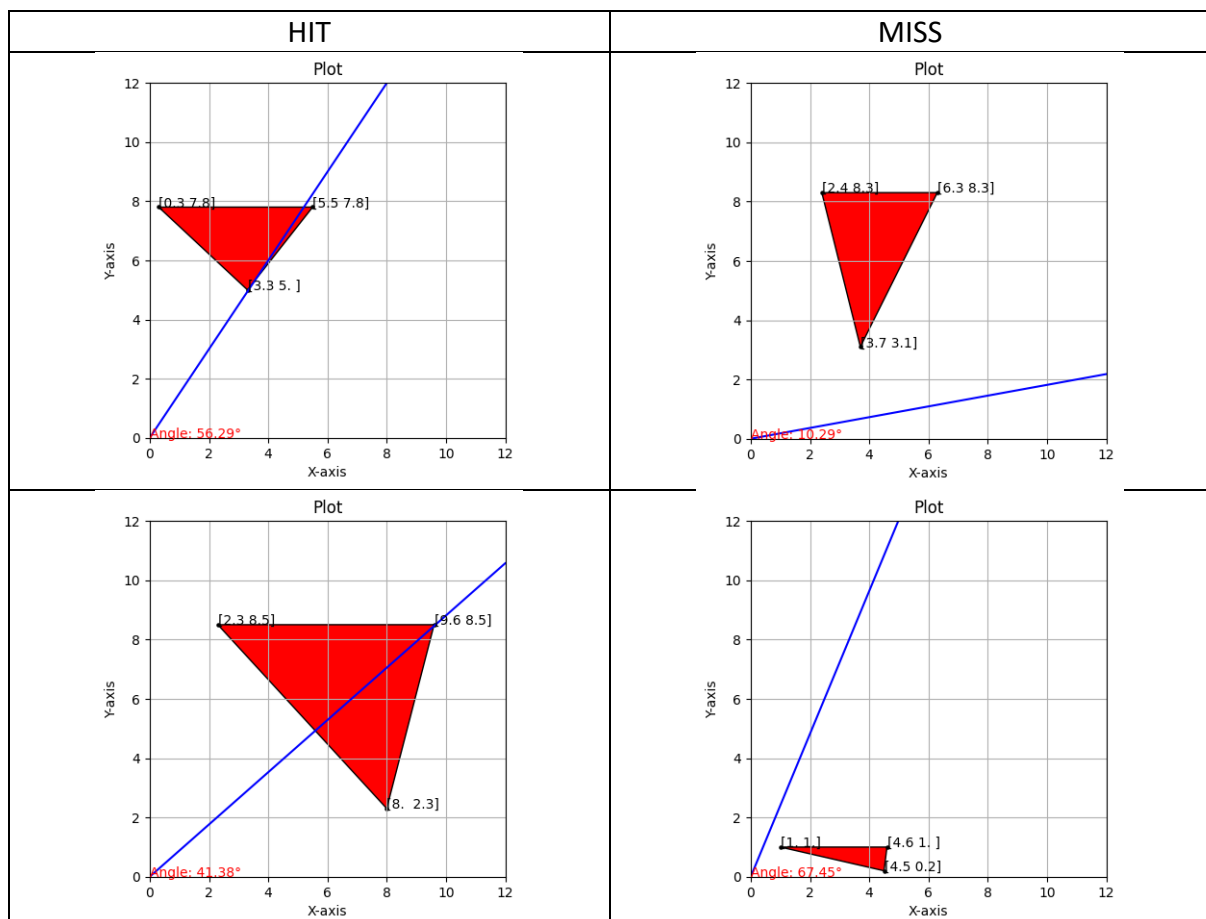 HIT
MISS
Plot
12
10
8
6
4
2
0
Y-axis
[0.3 7.8]
[5.5 7.8]
[3.3 5. ]
Angle: 56.29°
0 2 4 6 8 10 12
X-axis
Plot
12
10
8
6
4
2
0
Y-axis
[2.4 8.3]
[6.3 8.3]
[3.7 3.1]
Angle: 10.29°
0 2 4 6 8 10 12
X-axis
Plot
12
10
8
6
4
2
0
Y-axis
[2.3 8.5]
[9.6 8.5]
[8.  2.3]
Angle: 41.38°
0 2 4 6 8 10 12
X-axis
Plot
12
10
8
6
4
2
0
Y-axis
[1. 1.]
[4.6 1. ]
[4.5 0.2]
Angle: 67.45°
0 2 4 6 8 10 12
X-axis